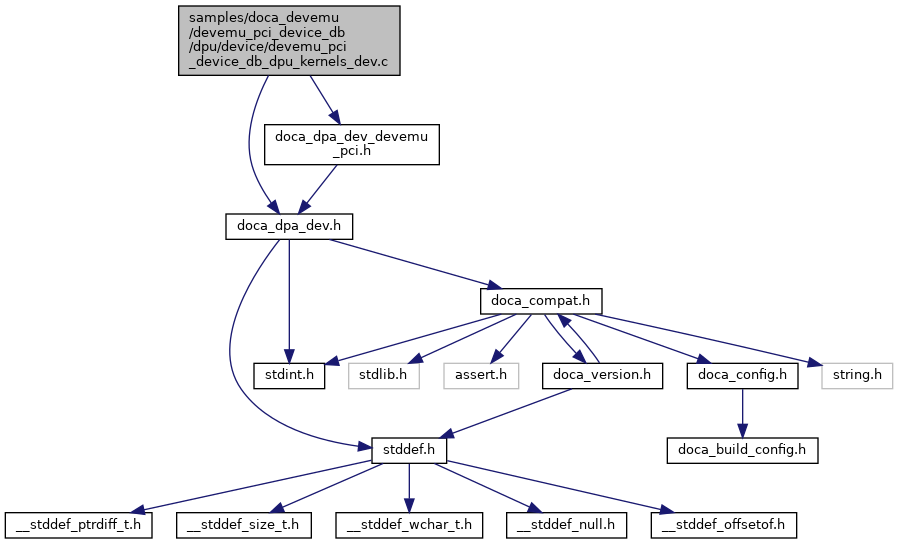 samples/doca_devemu
/devemu_pci_device_db
/dpu/device/devemu_pci
_device_db_dpu_kernels_dev.c
doca_dpa_dev_devemu
_pci.h
doca_dpa_dev.h
doca_compat.h
stdint.h
stdlib.h
assert.h
doca_version.h
doca_config.h
string.h
stddef.h
doca_build_config.h
__stddef_ptrdiff_t.h
__stddef_size_t.h
__stddef_wchar_t.h
__stddef_null.h
__stddef_offsetof.h